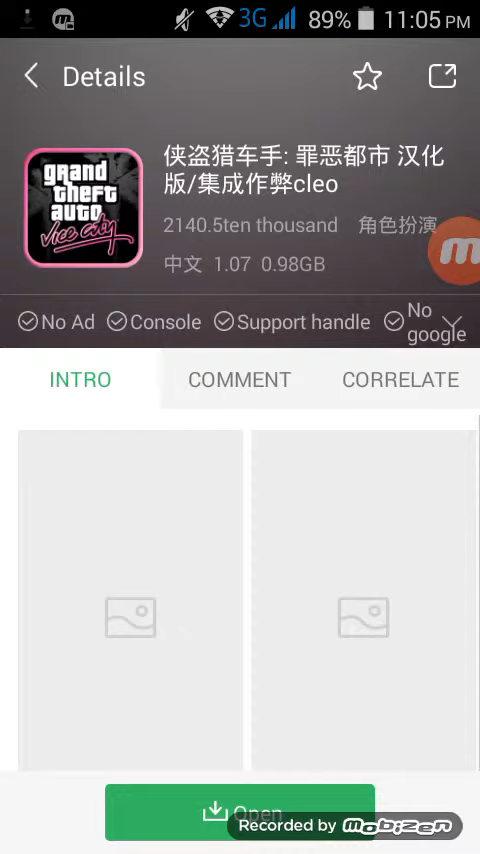 3G 89% 11:05 PM
Details
grand
theft
auto
vice city
侠盗猎车手: 罪恶都市 汉化
版/集成作弊cleo
2140.5ten thousand 角色扮演
中文 1.07 0.98GB
No Ad Console Support handle No
google
INTRO COMMENT CORRELATE
Open
Recorded by mobizen